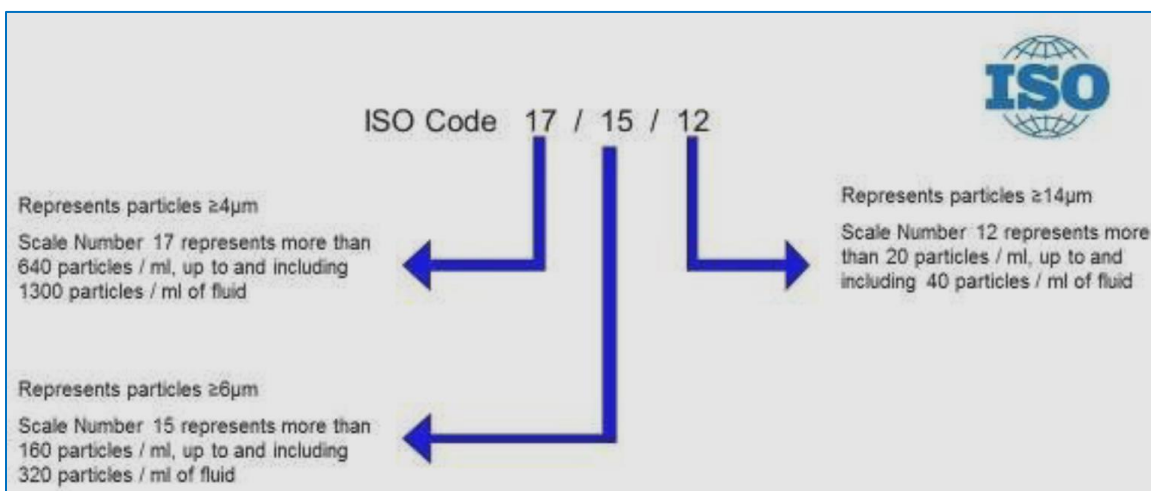 ISO
ISO Code 17 / 15 / 12
Represents particles ≥4µm
Scale Number 17 represents more than
640 particles / ml, up to and including
1300 particles / ml of fluid
Represents particles ≥14µm
Scale Number 12 represents more
than 20 particles / ml, up to and
including 40 particles / ml of fluid
Represents particles ≥6µm
Scale Number 15 represents more than
160 particles / ml, up to and including
320 particles / ml of fluid